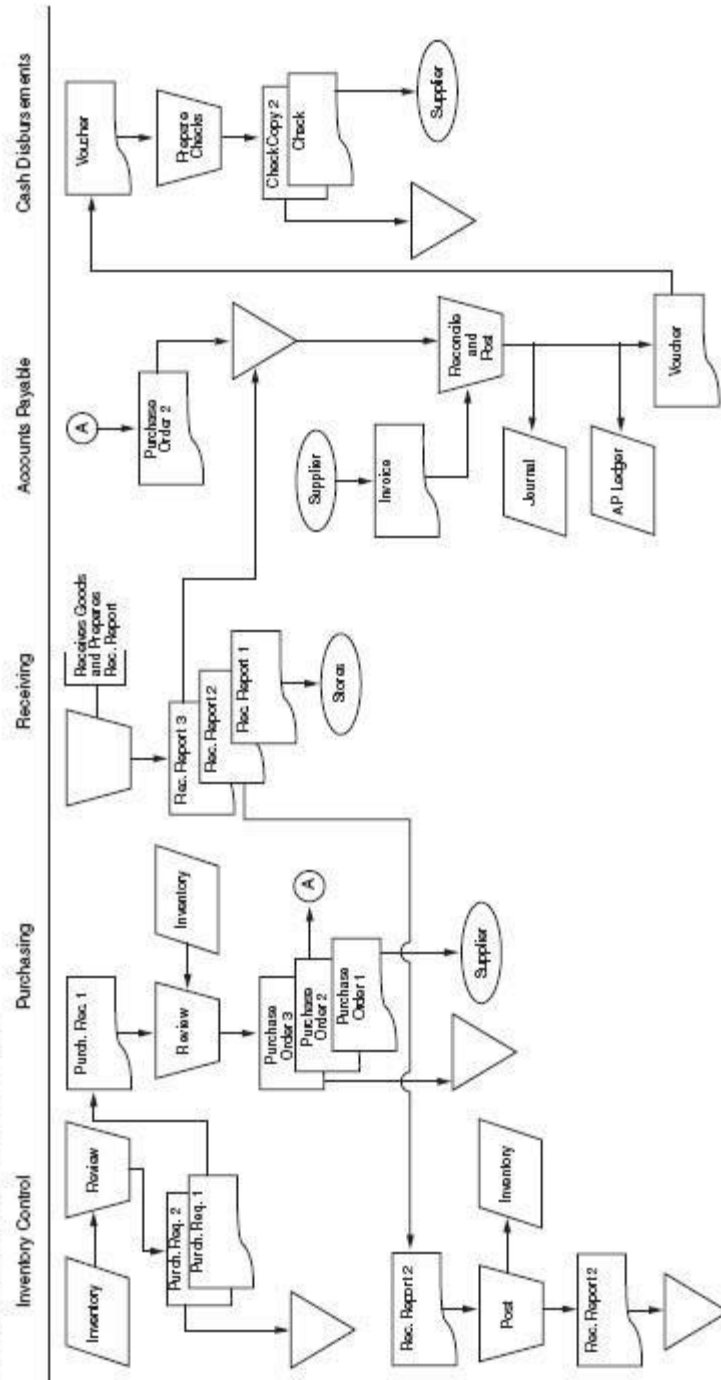 Inventory Control
Inventory
Review
Purch. Req. 2
Purch. Req. 1
Rec. Report 2
Post
Inventory
Rec. Report 2
Purchasing
Purch. Rec. 1
Review
Inventory
Purchase
Order 3
Purchase
Order 2
Purchase
Order 1
A
Supplier
Receiving
Receives Goods
and Prepares
Rec. Report
Rec. Report 3
Rec. Report 2
Rec. Report 1
Stores
Accounts Payable
A
Purchase
Order 2
Supplier
Invoice
Reconcile
and
Post
Journal
AP Ledger
Voucher
Cash Disbursements
Voucher
Prepare
Checks
Check Copy 2
Check
Supplier